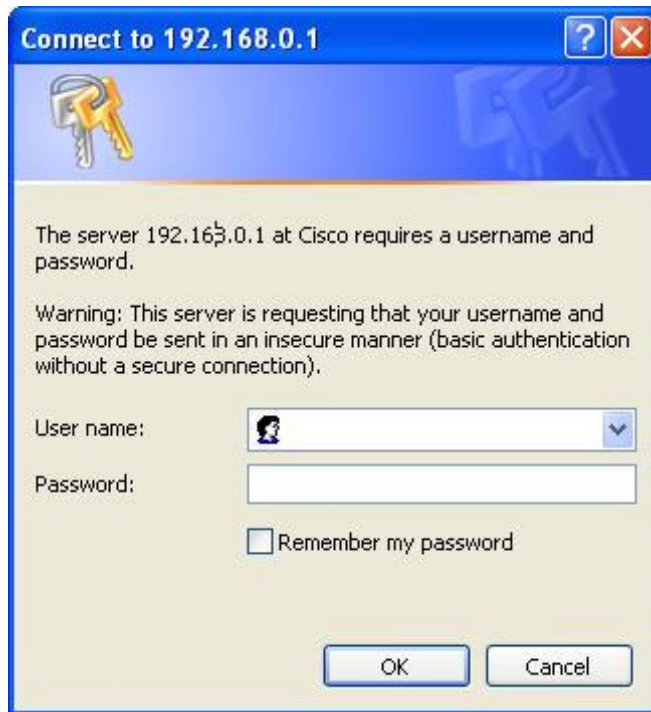 Connect to 192.168.0.1
The server 192.163.0.1 at Cisco requires a username and
password.
Warning: This server is requesting that your username and
password be sent in an insecure manner (basic authentication
without a secure connection).
User name:
Password:
Remember my password
OK
Cancel